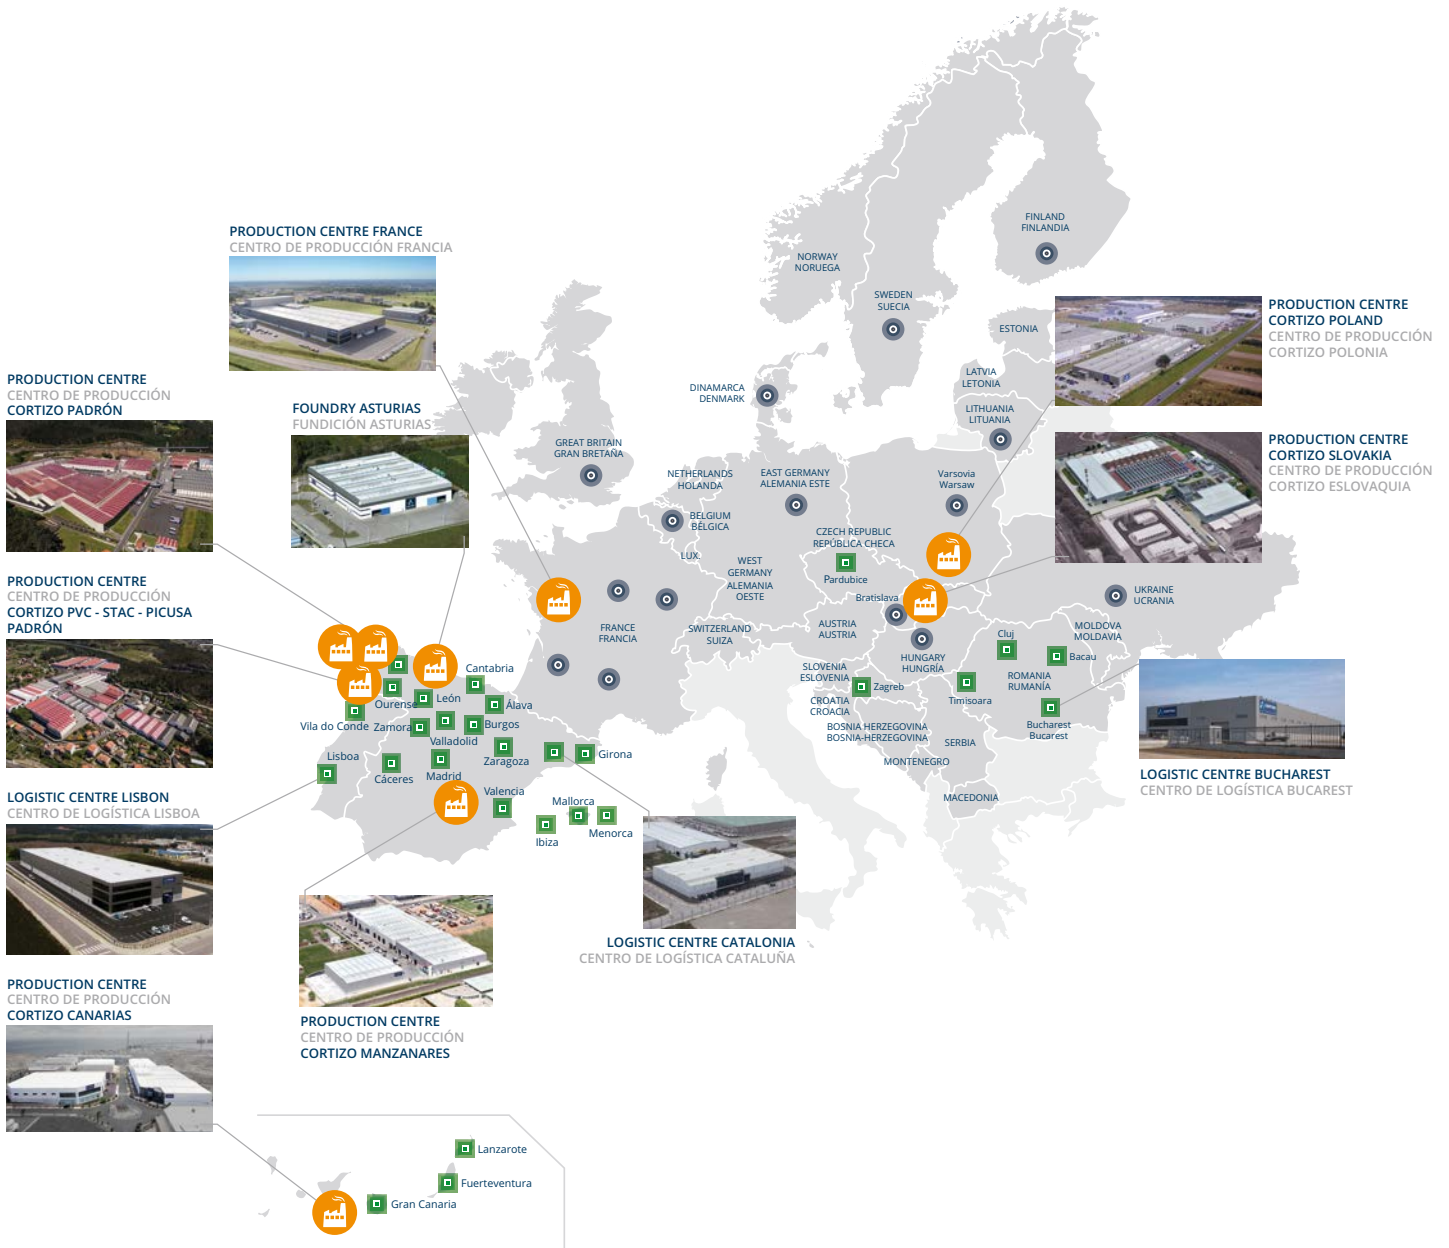 PRODUCTION CENTRE FRANCE
CENTRO DE PRODUCCIÓN FRANCIA
PRODUCTION CENTRE
CENTRO DE PRODUCCIÓN
CORTIZO PADRÓN
FOUNDRY ASTURIAS
FUNDICIÓN ASTURIAS
PRODUCTION CENTRE
CENTRO DE PRODUCCIÓN
CORTIZO PVC - STAC - PICUSA
PADRÓN
LOGISTIC CENTRE LISBON
CENTRO DE LOGÍSTICA LISBOA
PRODUCTION CENTRE
CENTRO DE PRODUCCIÓN
CORTIZO CANARIAS
PRODUCTION CENTRE
CENTRO DE PRODUCCIÓN
CORTIZO MANZANARES
LOGISTIC CENTRE CATALONIA
CENTRO DE LOGÍSTICA CATALUÑA
PRODUCTION CENTRE
CORTIZO POLAND
CENTRO DE PRODUCCIÓN
CORTIZO POLONIA
PRODUCTION CENTRE
CORTIZO SLOVAKIA
CENTRO DE PRODUCCIÓN
CORTIZO ESLOVAQUIA
LOGISTIC CENTRE BUCHAREST
CENTRO DE LOGÍSTICA BUCAREST
FINLAND
FINLANDIA
NORWAY
NORUEGA
SWEDEN
SUECIA
ESTONIA
LATVIA
LETONIA
LITHUANIA
LITUANIA
DINAMARCA
DENMARK
GREAT BRITAIN
GRAN BRETAÑA
NETHERLANDS
HOLANDA
EAST GERMANY
ALEMANIA ESTE
Varsovia
Warsaw
BELGIUM
BÉLGICA
LUX.
CZECH REPUBLIC
REPÚBLICA CHECA
Pardubice
WEST
GERMANY
ALEMANIA
OESTE
Bratislava
UKRAINE
UCRANIA
FRANCE
FRANCIA
SWITZERLAND
SUIZA
AUSTRIA
AUSTRIA
HUNGARY
HUNGRÍA
MOLDOVA
MOLDAVIA
Cluj
Bacau
ROMANIA
RUMANÍA
Timisoara
Bucharest
Bucarest
SLOVENIA
ESLOVENIA
Zagreb
CROATIA
CROACIA
BOSNIA HERZEGOVINA
BOSNIA-HERZEGOVINA
SERBIA
MONTENEGRO
MACEDONIA
Cantabria
León
Ourense
Álava
Vila do Conde
Zamora
Burgos
Valladolid
Lisboa
Cáceres
Madrid
Zaragoza
Girona
Valencia
Mallorca
Ibiza
Menorca
Lanzarote
Fuerteventura
Gran Canaria